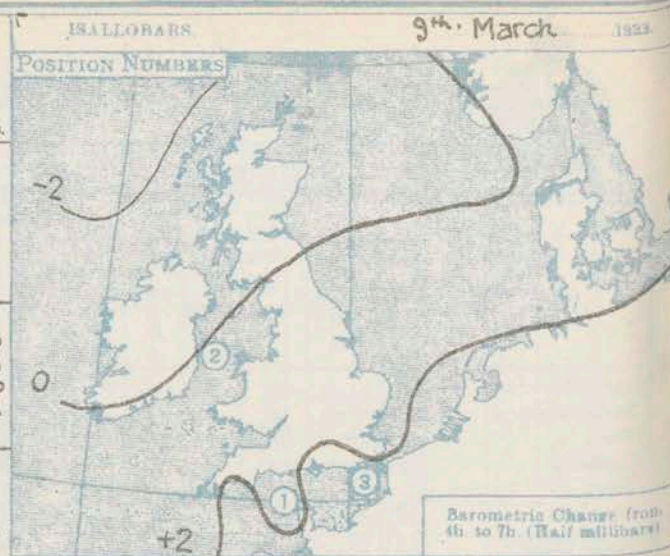 ISALLOBARS. 9th. March 1933.
POSITION NUMBERS
-2
②
0
③
①
+2
Barometric Change (from
4h. to 7h. (Half millibars)